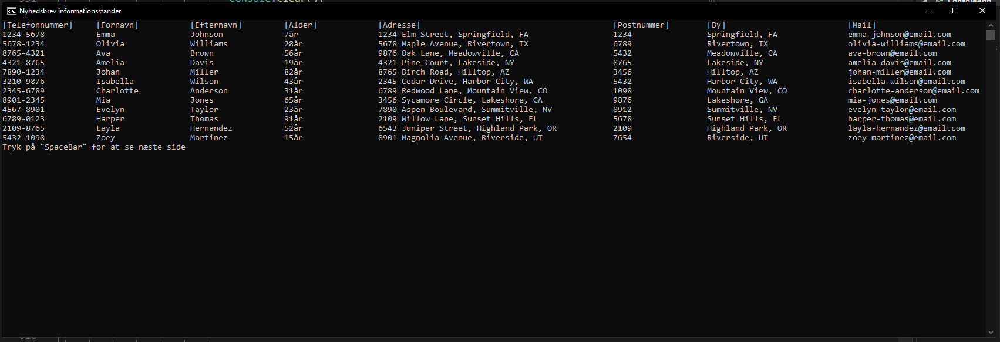 Console.Clear();
ConsoleApp
Nyhedsbrev informationsstander
[Telefonnummer] [Fornavn] [Efternavn] [Alder] [Adresse] [Postnummer] [By] [Mail]
1234-5678 Emma Johnson 7år 1234 Elm Street, Springfield, FA 1234 Springfield, FA emma-johnson@email.com
5678-1234 Olivia Williams 28år 5678 Maple Avenue, Rivertown, TX 6789 Rivertown, TX olivia-williams@email.com
8765-4321 Ava Brown 56år 9876 Oak Lane, Meadowville, CA 5432 Meadowville, CA ava-brown@email.com
4321-8765 Amelia Davis 19år 4321 Pine Court, Lakeside, NY 8765 Lakeside, NY amelia-davis@email.com
7890-1234 Johan Miller 82år 8765 Birch Road, Hilltop, AZ 3456 Hilltop, AZ johan-miller@email.com
3210-9876 Isabella Wilson 43år 2345 Cedar Drive, Harbor City, WA 5432 Harbor City, WA isabella-wilson@email.com
2345-6789 Charlotte Anderson 31år 6789 Redwood Lane, Mountain View, CO 1098 Mountain View, CO charlotte-anderson@email.com
8901-2345 Mia Jones 65år 3456 Sycamore Circle, Lakeshore, GA 9876 Lakeshore, GA mia-jones@email.com
4567-8901 Evelyn Taylor 23år 7890 Aspen Boulevard, Summitville, NV 8912 Summitville, NV evelyn-taylor@email.com
6789-0123 Harper Thomas 91år 2109 Willow Lane, Sunset Hills, FL 5678 Sunset Hills, FL harper-thomas@email.com
2109-8765 Layla Hernandez 52år 6543 Juniper Street, Highland Park, OR 2109 Highland Park, OR layla-hernandez@email.com
5432-1098 Zoey Martinez 15år 8901 Magnolia Avenue, Riverside, UT 7654 Riverside, UT zoey-martinez@email.com
Tryk på "SpaceBar" for at se næste side